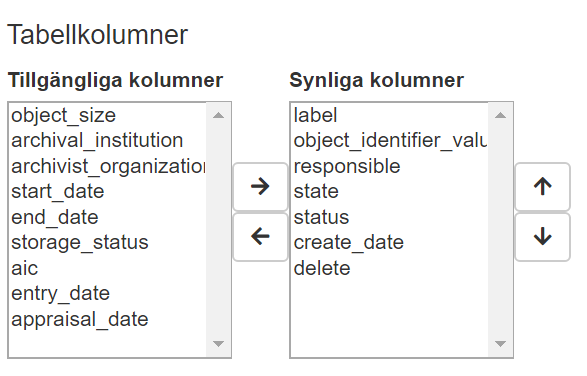 Tabellkolumner
Tillgängliga kolumner
object_size
archival_institution
archivist_organization
start_date
end_date
storage_status
aic
entry_date
appraisal_date
Synliga kolumner
label
object_identifier_valu
responsible
state
status
create_date
delete